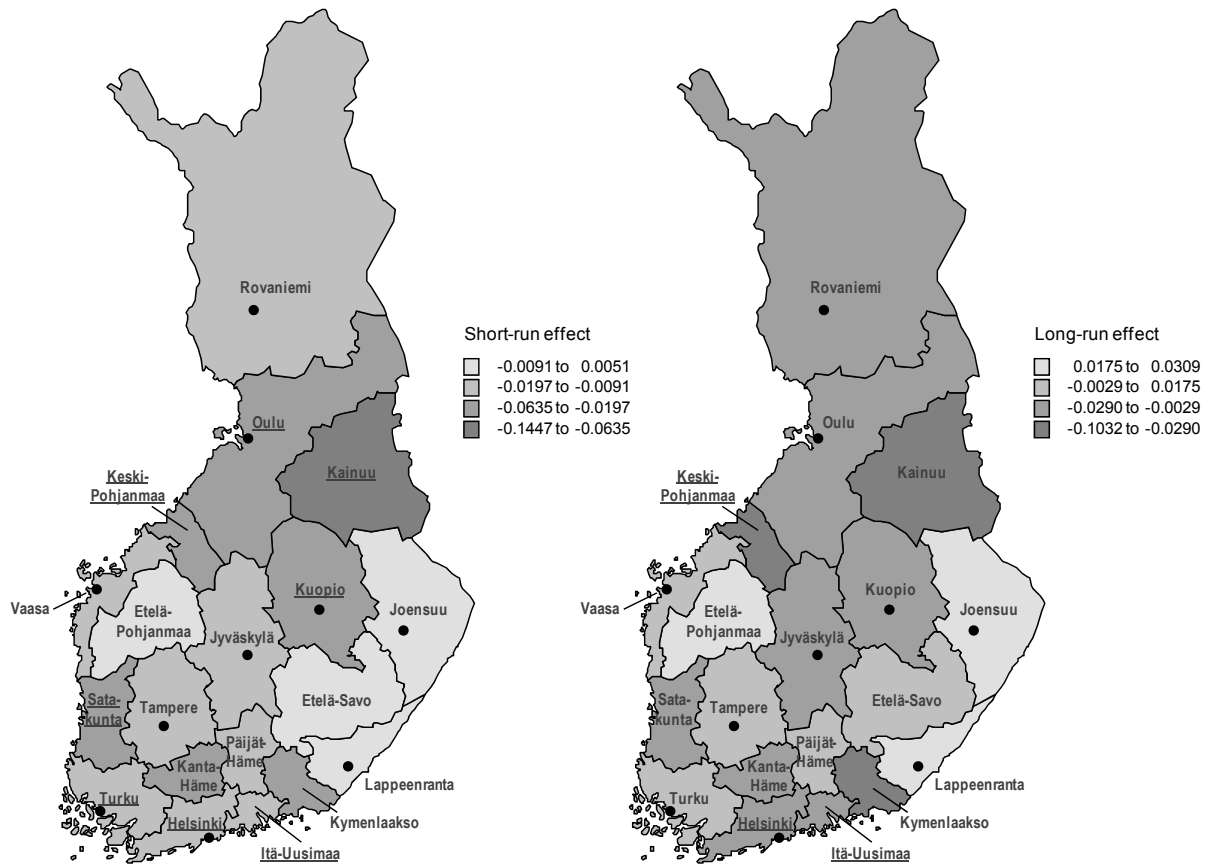 Rovaniemi
Short-run effect
-0.0091 to 0.0051
-0.0197 to -0.0091
-0.0635 to -0.0197
-0.1447 to -0.0635
Oulu
Kainuu
Keski-
Pohjanmaa
Kuopio
Vaasa
Etelä-
Pohjanmaa
Joensuu
Jyväskylä
Etelä-Savo
Sata-
kunta
Tampere
Päijät-
Häme
Kanta-
Häme
Lappeenranta
Turku
Helsinki
Kymenlaakso
Itä-Uusimaa
Rovaniemi
Long-run effect
0.0175 to 0.0309
-0.0029 to 0.0175
-0.0290 to -0.0029
-0.1032 to -0.0290
Oulu
Kainuu
Keski-
Pohjanmaa
Kuopio
Vaasa
Etelä-
Pohjanmaa
Joensuu
Jyväskylä
Etelä-Savo
Sata-
kunta
Tampere
Päijät-
Häme
Kanta-
Häme
Lappeenranta
Turku
Helsinki
Kymenlaakso
Itä-Uusimaa